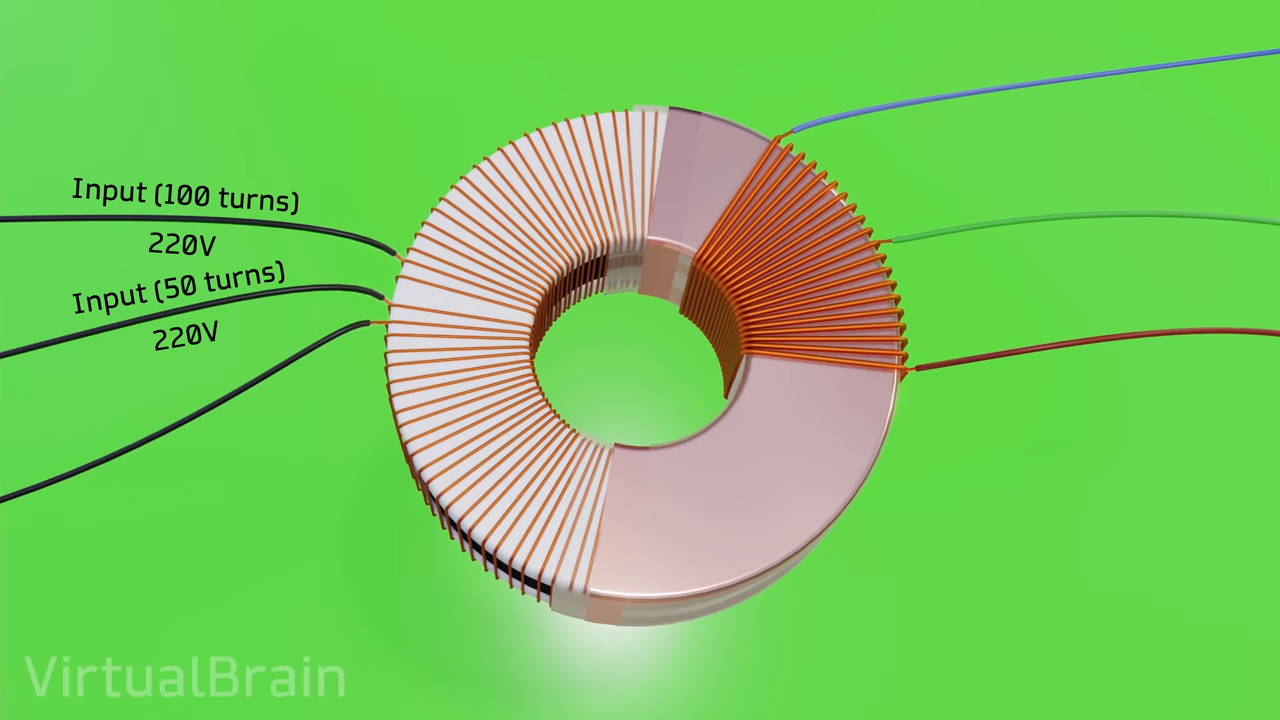 Input (100 turns)
220V
Input (50 turns)
220V
VirtualBrain